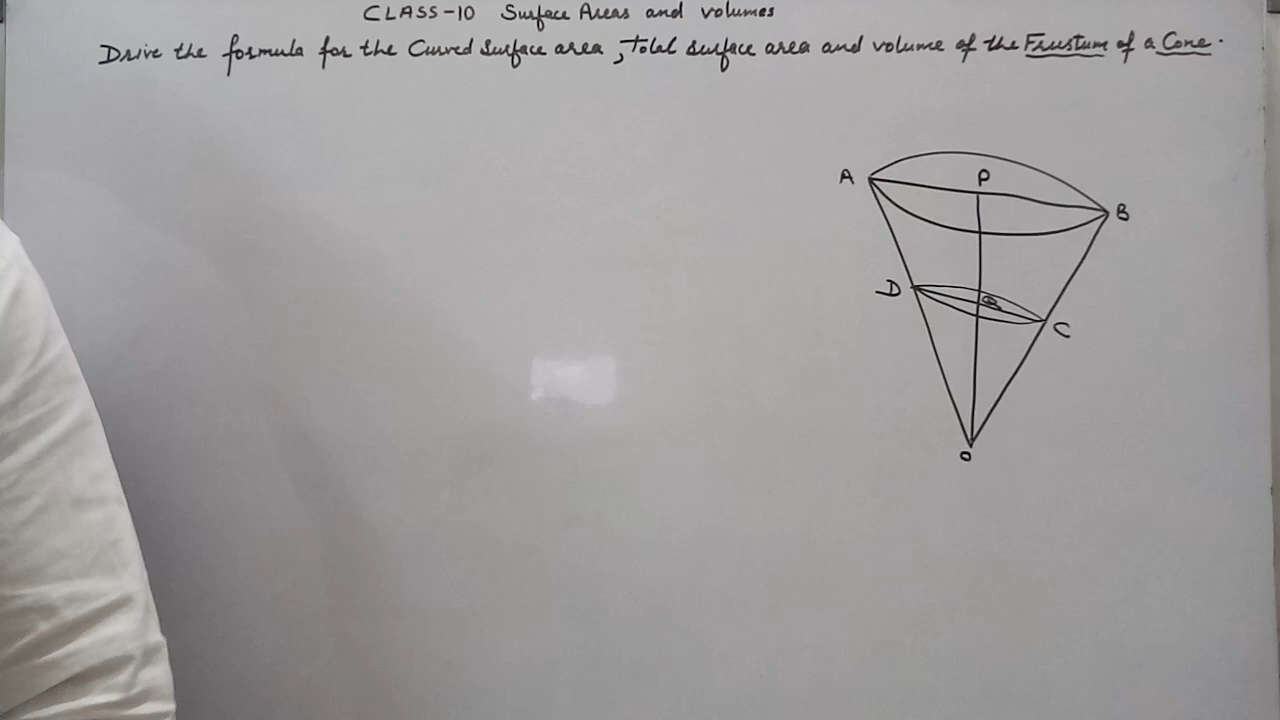 CLASS-10 Surface Areas and volumes
Drive the formula for the Curved Surface area, Total surface area and volume of the Frustum of a Cone.
A
P
B
D
Q
C
O